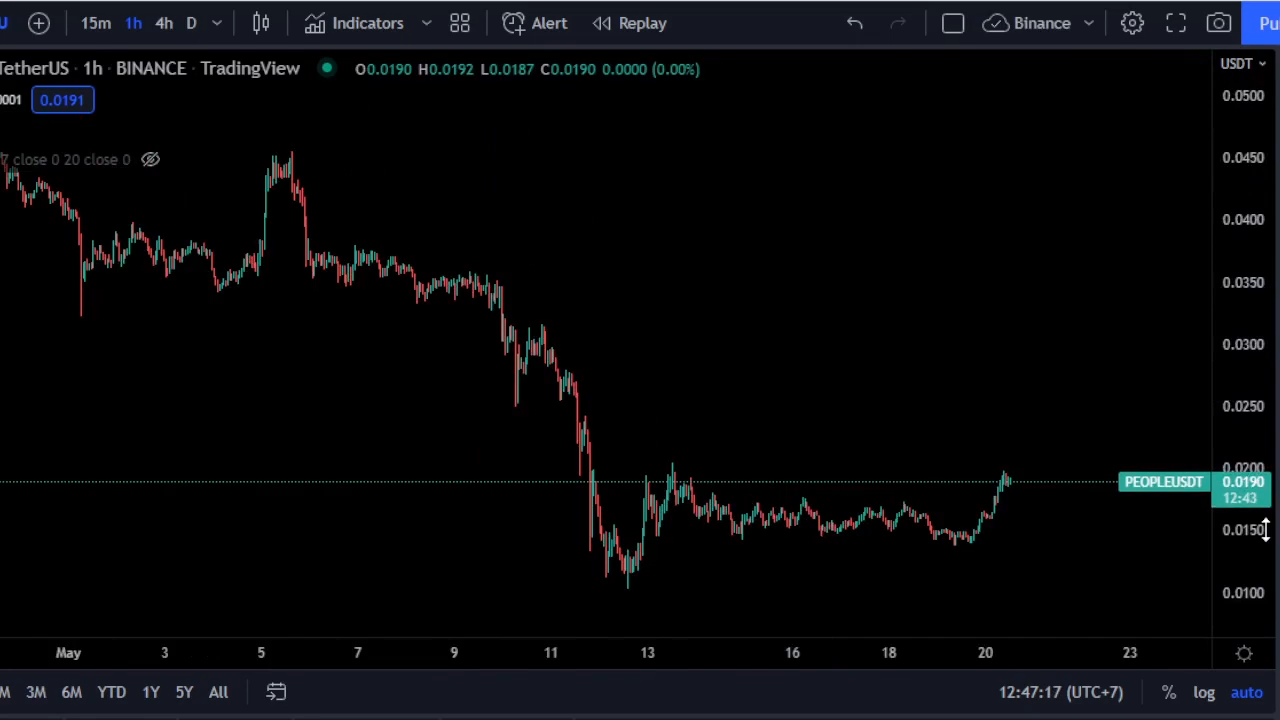 U 15m 1h 4h D Indicators Alert Replay Binance Pu
TetherUS · 1h · BINANCE · TradingView O0.0190 H0.0192 L0.0187 C0.0190 0.0000 (0.00%) USDT
0001 0.0191
0.0500
7 close 0 20 close 0
0.0450
0.0400
0.0350
0.0300
0.0250
0.0200
PEOPLEUSDT 0.0190
12:43
0.0150
0.0100
May 3 5 7 9 11 13 16 18 20 23
M 3M 6M YTD 1Y 5Y All 12:47:17 (UTC+7) % log auto